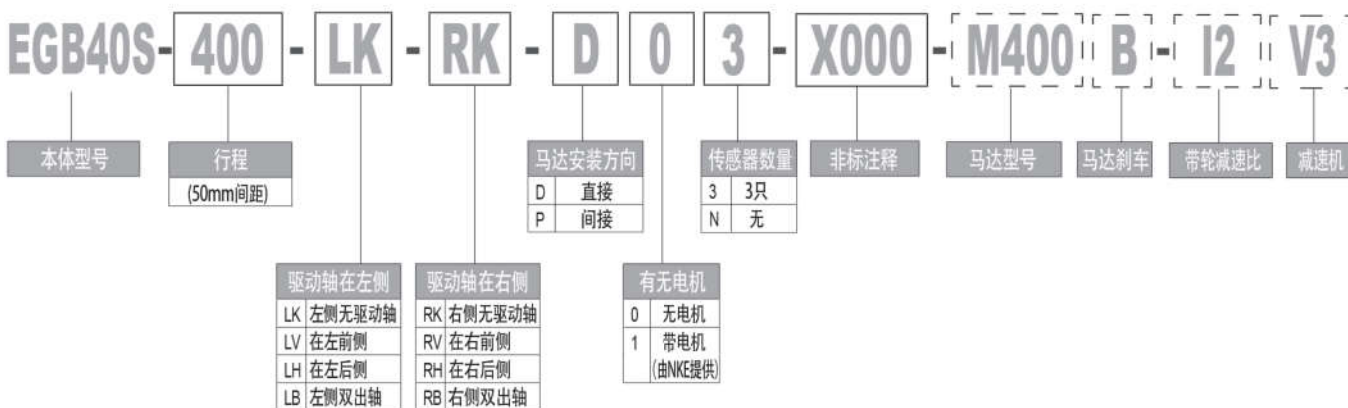 EGB40S-400-LK-RK-D03-X000-M400B-I2V3
本体型号
行程
(50mm间距)
马达安装方向
D 直接
P 间接
传感器数量
3 3只
N 无
非标注释
马达型号
马达刹车
带轮减速比
减速机
驱动轴在左侧
LK 左侧无驱动轴
LV 在左前侧
LH 在左后侧
LB 左侧双出轴
驱动轴在右侧
RK 右侧无驱动轴
RV 在右前侧
RH 在右后侧
RB 右侧双出轴
有无电机
0 无电机
1 带电机
(由NKE提供)